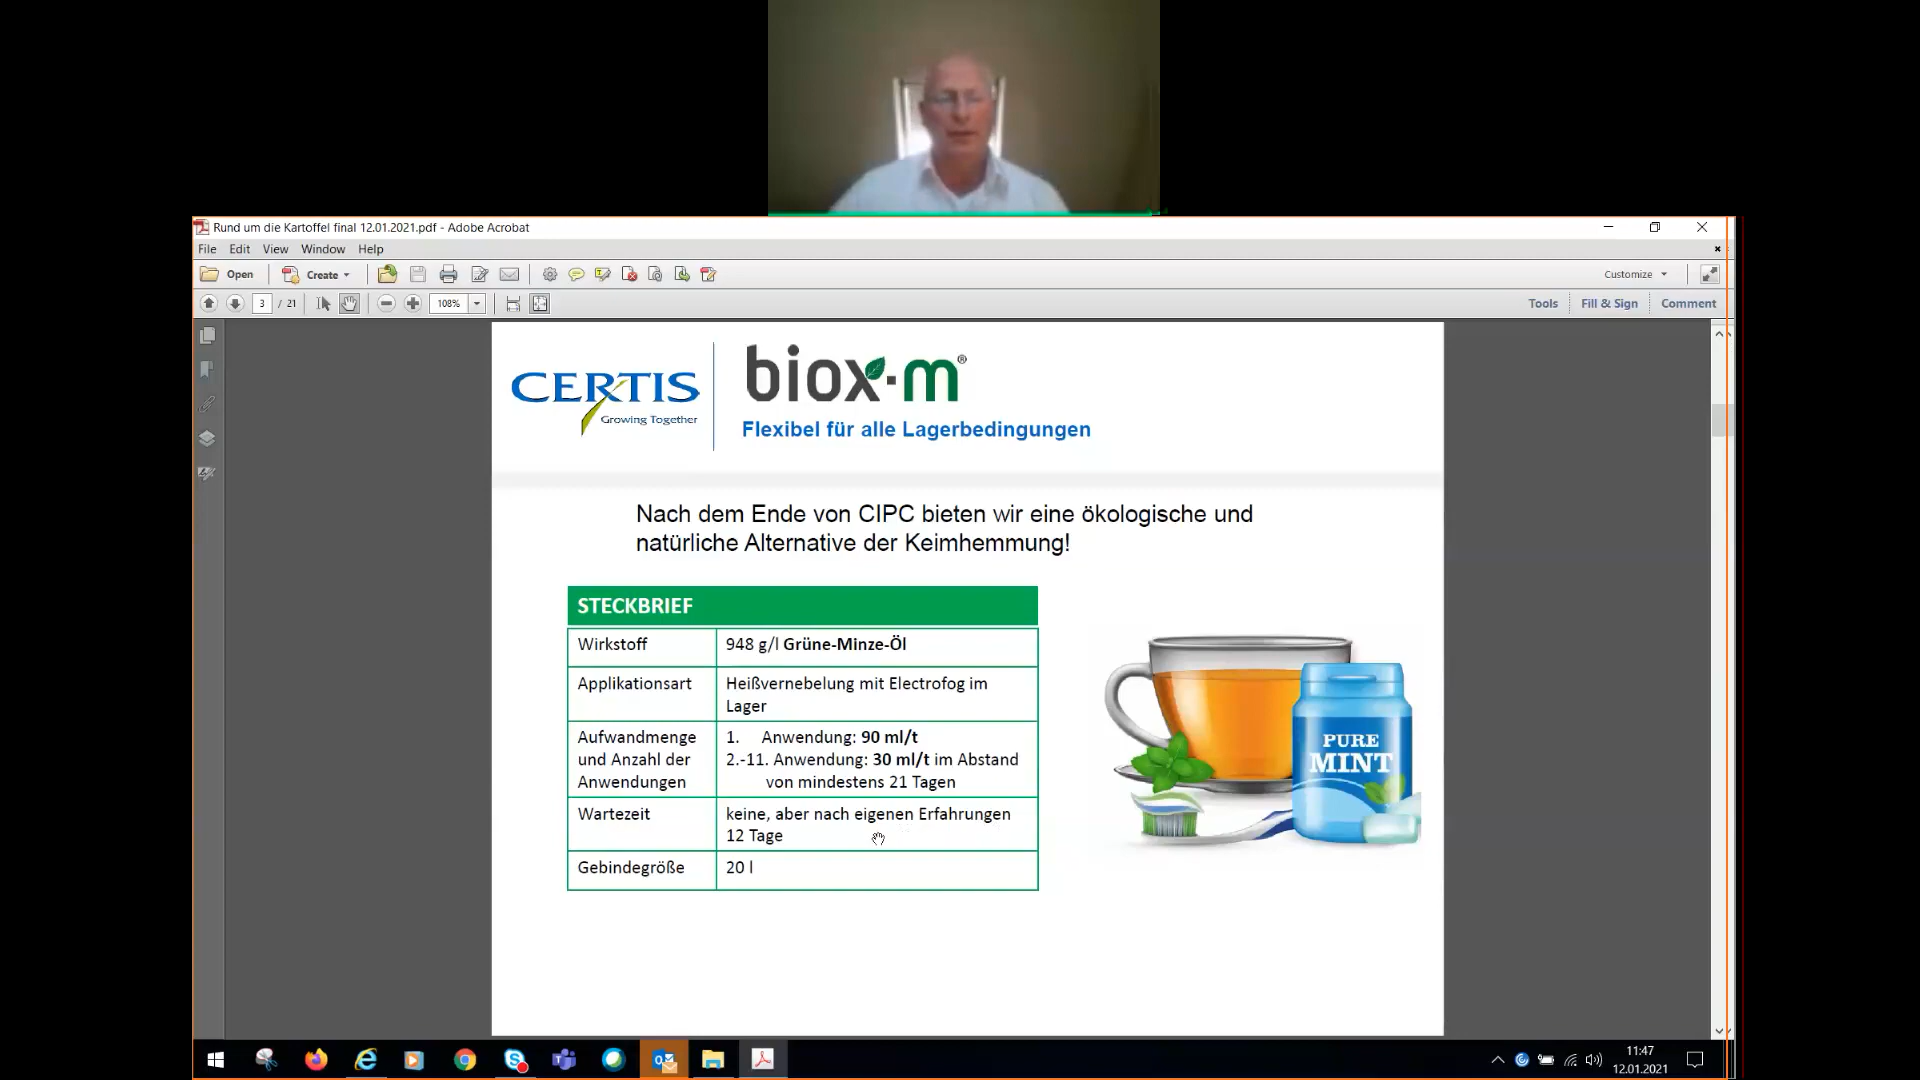 Rund um die Kartoffel final 12.01.2021.pdf - Adobe Acrobat
File Edit View Window Help
Open Create Customize
3 / 21 108% Tools Fill & Sign Comment
CERTIS
Growing Together
biox-m®
Flexibel für alle Lagerbedingungen
Nach dem Ende von CIPC bieten wir eine ökologische und
natürliche Alternative der Keimhemmung!
STECKBRIEF
Wirkstoff 948 g/l Grüne-Minze-Öl
Applikationsart Heißvernebelung mit Electrofog im
Lager
Aufwandmenge 1. Anwendung: 90 ml/t
und Anzahl der 2.-11. Anwendung: 30 ml/t im Abstand
Anwendungen von mindestens 21 Tagen
Wartezeit keine, aber nach eigenen Erfahrungen
12 Tage
Gebindegröße 20 l
PURE
MINT
11:47
12.01.2021